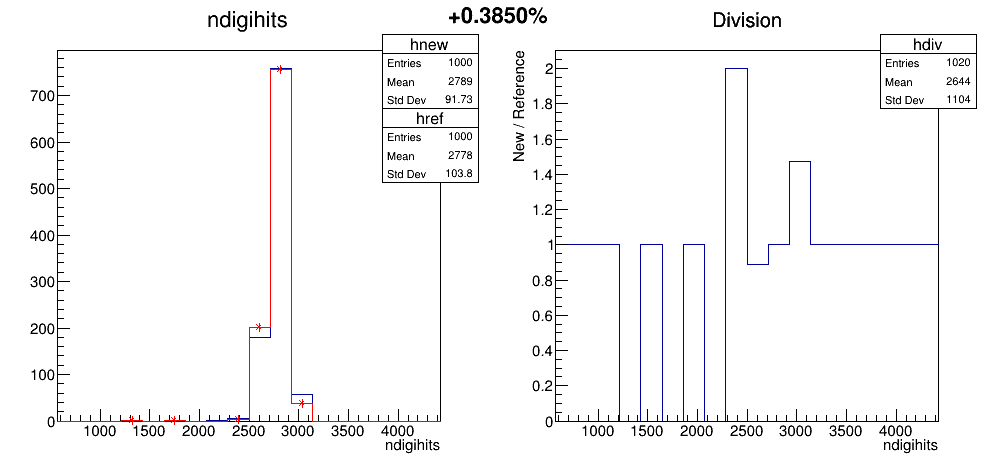 ndigihits
+0.3850%
Division
hnew
Entries 1000
Mean 2789
Std Dev 91.73
href
Entries 1000
Mean 2778
Std Dev 103.8
700
600
500
400
300
200
100
0
1000 1500 2000 2500 3000 3500 4000
ndigihits
hdiv
Entries 1020
Mean 2644
Std Dev 1104
New / Reference
2
1.8
1.6
1.4
1.2
1
0.8
0.6
0.4
0.2
0
1000 1500 2000 2500 3000 3500 4000
ndigihits